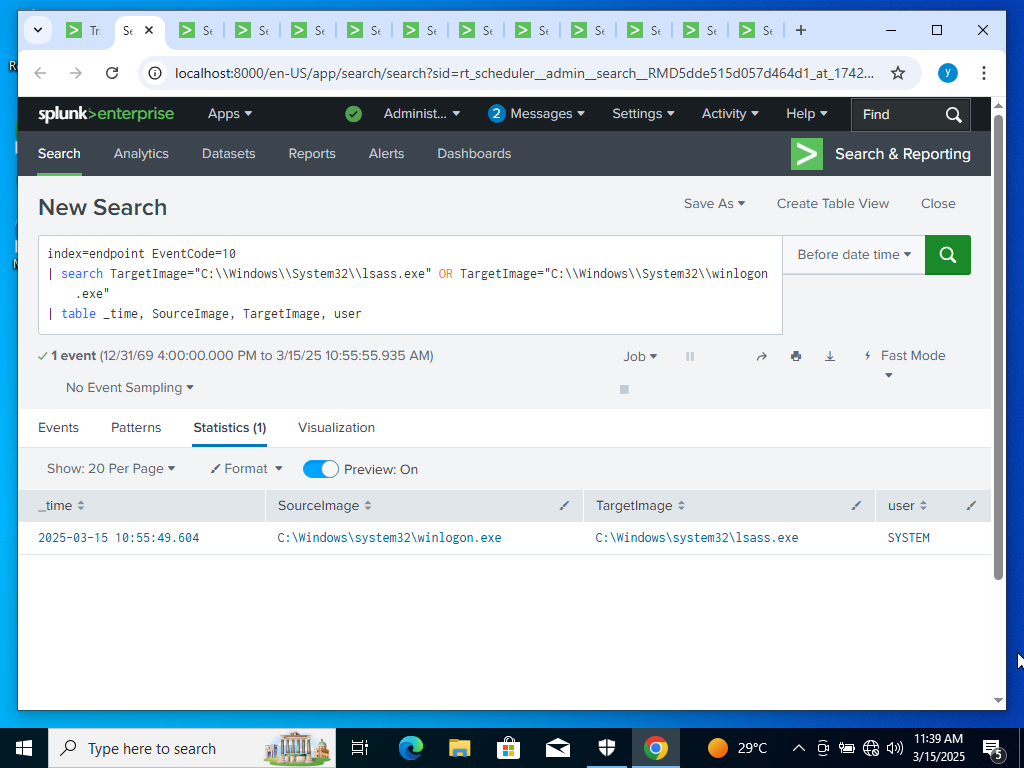 Tr
Se
Se
Se
Se
Se
Se
Se
Se
Se
Se
Se
Se
localhost:8000/en-US/app/search/search?sid=rt_scheduler__admin__search__RMD5dde515d057d464d1_at_1742...
y
splunk>enterprise
Apps
Administ...
2 Messages
Settings
Activity
Help
Find
Search
Analytics
Datasets
Reports
Alerts
Dashboards
Search & Reporting
New Search
Save As
Create Table View
Close
index=endpoint EventCode=10
| search TargetImage="C:\\Windows\\System32\\lsass.exe" OR TargetImage="C:\\Windows\\System32\\winlogon
.exe"
| table _time, SourceImage, TargetImage, user
Before date time
1 event (12/31/69 4:00:00.000 PM to 3/15/25 10:55:55.935 AM)
Job
Fast Mode
No Event Sampling
Events
Patterns
Statistics (1)
Visualization
Show: 20 Per Page
Format
Preview: On
_time
SourceImage
TargetImage
user
2025-03-15 10:55:49.604
C:\Windows\system32\winlogon.exe
C:\Windows\system32\lsass.exe
SYSTEM
Type here to search
29°C
11:39 AM
3/15/2025
5